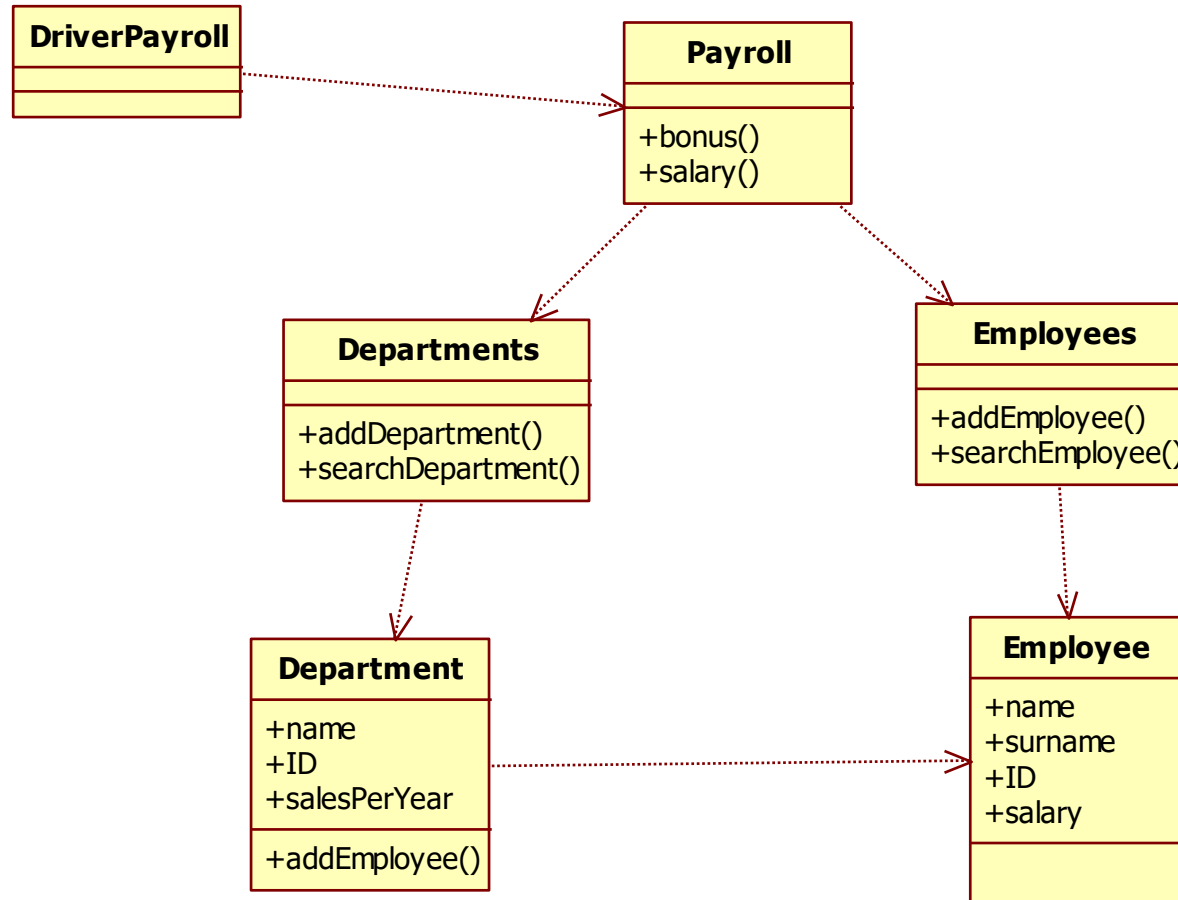 DriverPayroll
Payroll
+bonus()
+salary()
Departments
+addDepartment()
+searchDepartment()
Employees
+addEmployee()
+searchEmployee()
Department
+name
+ID
+salesPerYear
+addEmployee()
Employee
+name
+surname
+ID
+salary